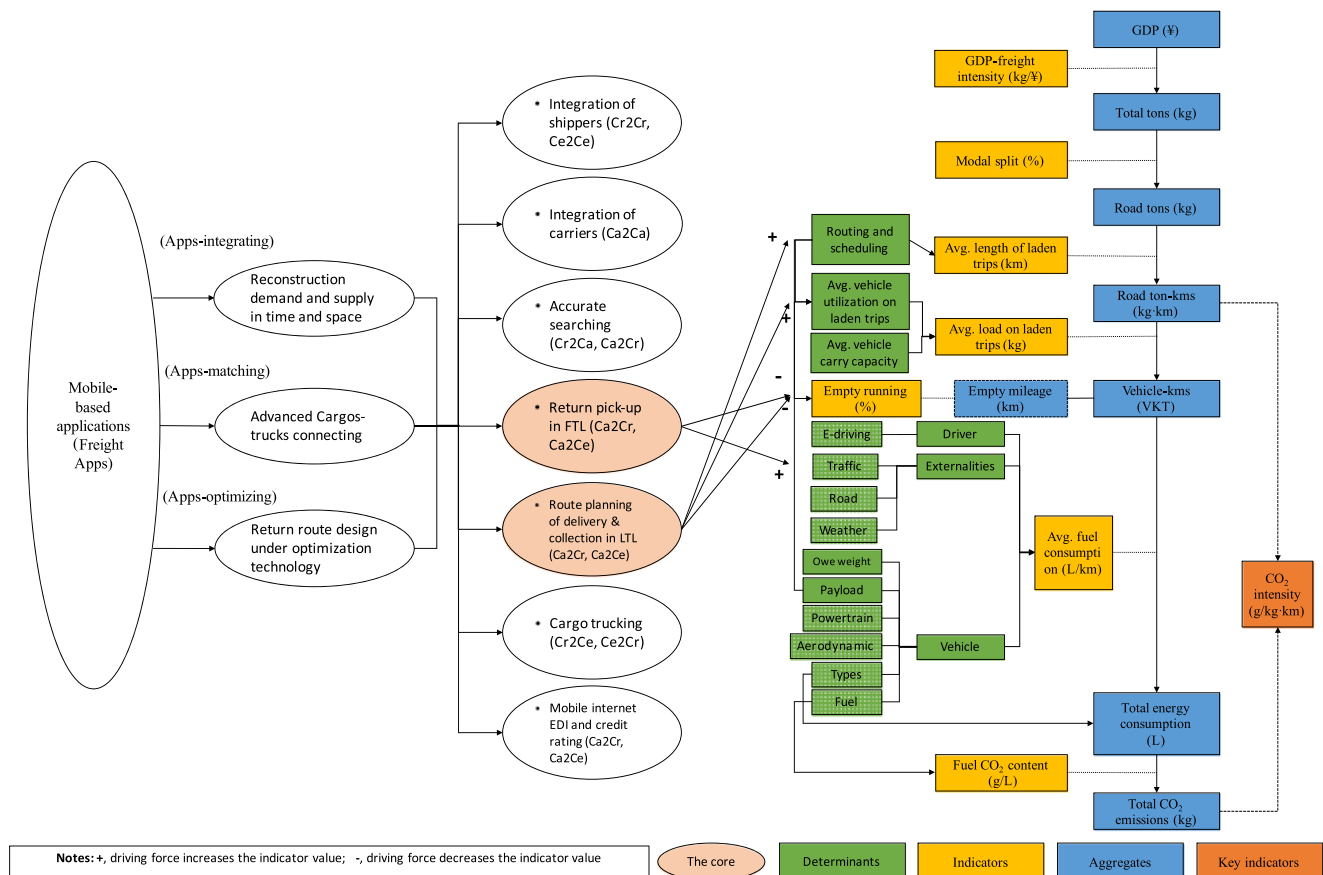 Mobile-
based
applications
(Freight
Apps)
(Apps-integrating)
Reconstruction
demand and supply
in time and space
(Apps-matching)
Advanced Cargos-
trucks connecting
(Apps-optimizing)
Return route design
under optimization
technology
* Integration of
shippers (Cr2Cr,
Ce2Ce)
* Integration of
carriers (Ca2Ca)
* Accurate
searching
(Cr2Ca, Ca2Cr)
* Return pick-up
in FTL (Ca2Cr,
Ca2Ce)
* Route planning
of delivery &
collection in LTL
(Ca2Cr, Ca2Ce)
* Cargo trucking
(Cr2Ce, Ce2Cr)
* Mobile internet
EDI and credit
rating (Ca2Cr,
Ca2Ce)
+
+
-
-
+
Routing and
scheduling
Avg. vehicle
utilization on
laden trips
Avg. vehicle
carry capacity
Empty running
(%)
E-driving
Traffic
Road
Weather
Owe weight
Payload
Powertrain
Aerodynamic
Types
Fuel
Driver
Externalities
Vehicle
GDP-freight
intensity (kg/¥)
Modal split (%)
Avg. length of laden
trips (km)
Avg. load on laden
trips (kg)
Empty mileage
(km)
Avg. fuel
consumpti
on (L/km)
Fuel CO₂ content
(g/L)
GDP (¥)
Total tons (kg)
Road tons (kg)
Road ton-kms
(kg·km)
Vehicle-kms
(VKT)
Total energy
consumption
(L)
Total CO₂
emissions (kg)
CO₂
intensity
(g/kg·km)
Notes: +, driving force increases the indicator value; -, driving force decreases the indicator value
The core
Determinants
Indicators
Aggregates
Key indicators